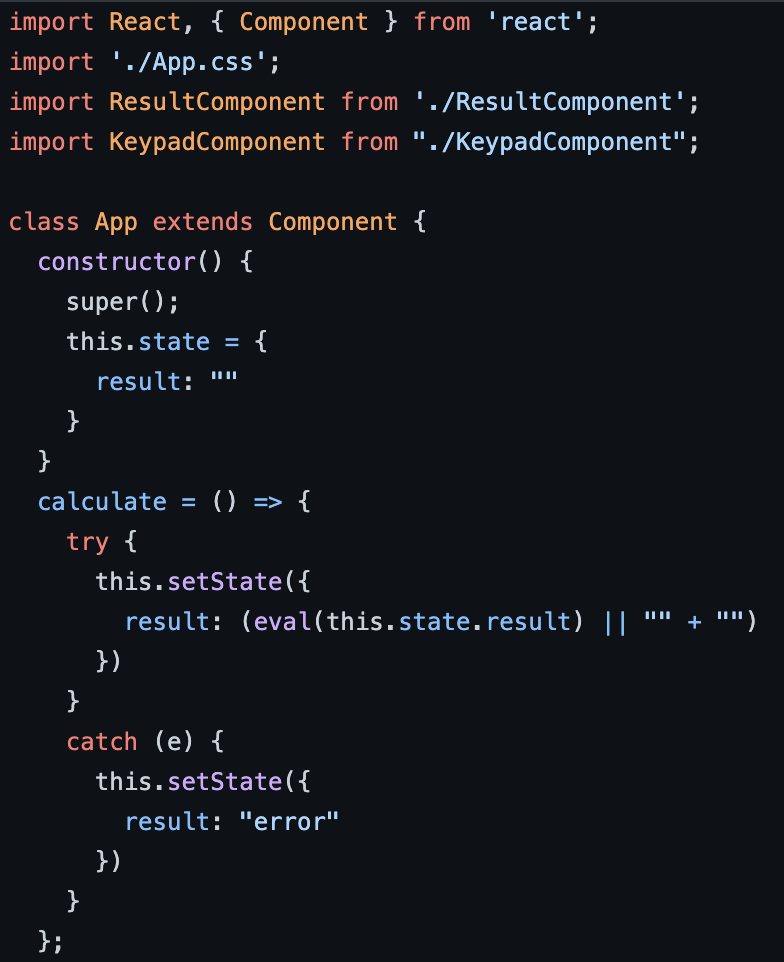 import React, { Component } from 'react';
import './App.css';
import ResultComponent from './ResultComponent';
import KeypadComponent from "./KeypadComponent";

class App extends Component {
  constructor() {
    super();
    this.state = {
      result: ""
    }
  }
  calculate = () => {
    try {
      this.setState({
        result: (eval(this.state.result) || "" + "")
      })
    }
    catch (e) {
      this.setState({
        result: "error"
      })
    }
  };